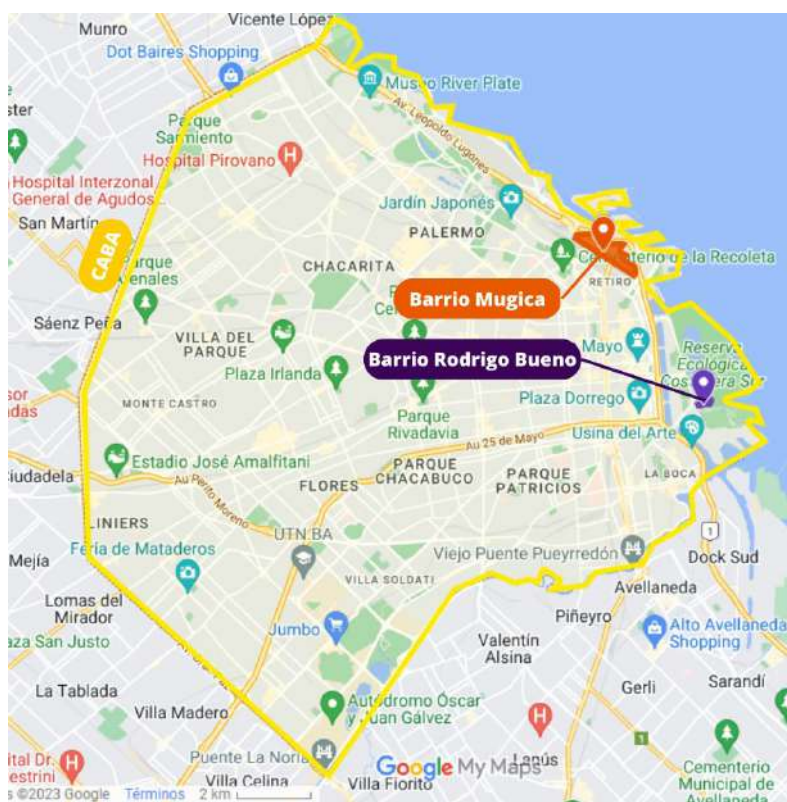 Vicente López
Munro
Dot Baires Shopping
Museo River Plate
Av. Leopoldo Lugones
Parque
Sarmiento
Hospital Pirovano
Hospital Interzonal
General de Agudos
San Martín
Jardín Japonés
PALERMO
CABA
Cementerio de la Recoleta
CHACARITA
RETIRO
Barrio Mugica
Sáenz Peña
VILLA DEL
PARQUE
Mayo
Reserva
Ecológica
Barrio Rodrigo Bueno
Plaza Irlanda
Plaza Dorrego
MONTE CASTRO
Parque
Rivadavia
Usina del Arte
Au 25 de Mayo
Estadio José Amalfitani
PARQUE
CHACABUCO
Ciudadela
Au Perito Moreno
FLORES
PARQUE
PATRICIOS
LA BOCA
LINIERS
UTN.BA
1
Viejo Puente Pueyrredón
Dock Sud
Mejía
Feria de Mataderos
VILLA SOLDATI
Avellaneda
Lomas del
Mirador
Piñeyro
Jumbo
Alto Avellaneda
Shopping
Plaza San Justo
Valentín
Alsina
Gerli
Sarandí
La Tablada
Autódromo Óscar
y Juan Gálvez
Villa Madero
1
Puente La Noria
Google My Maps
Lanús
Cementerio
Municipal de
Avellaneda
Villa Celina
Villa Fiorito
©2023 Google
Términos
2 km